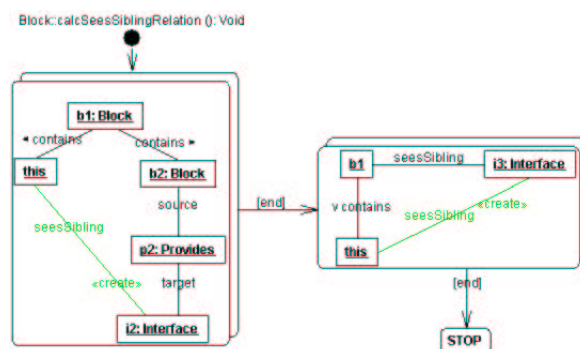 Block::calcSeesSiblingRelation (): Void
b1: Block
◂ contains
contains ▸
this
b2: Block
source
seesSibling
p2: Provides
«create»
target
i2: Interface
[end]
b1
seesSibling
i3: Interface
v contains
«create»
seesSibling
this
[end]
STOP